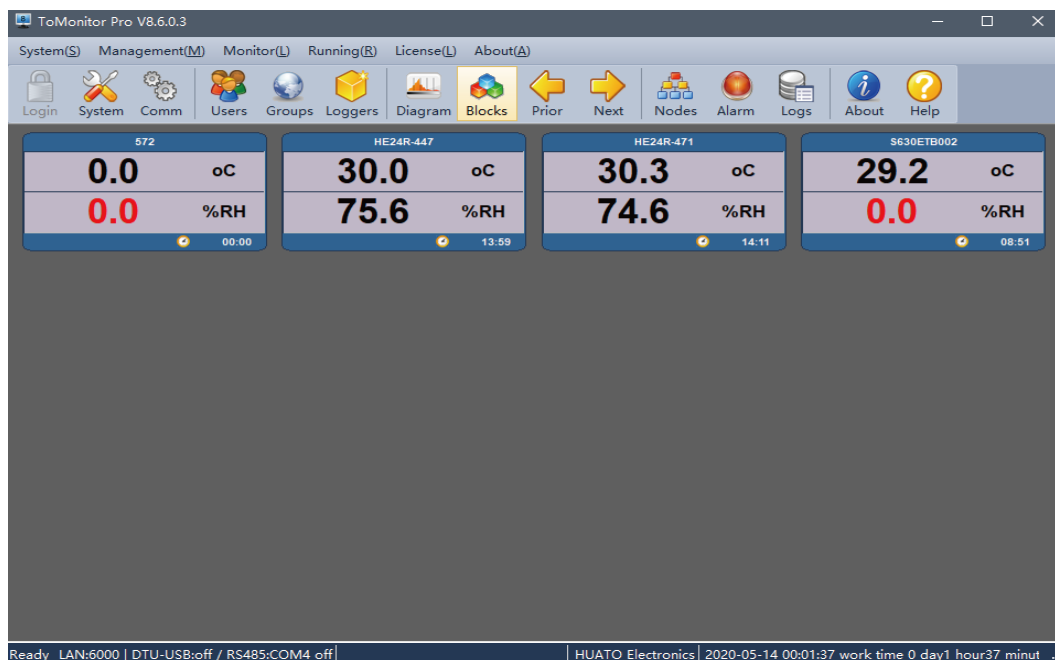 ToMonitor Pro V8.6.0.3
System(S) Management(M) Monitor(L) Running(R) License(L) About(A)
Login System Comm Users Groups Loggers Diagram Blocks Prior Next Nodes Alarm Logs About Help
572 HE24R-447 HE24R-471 S630ETB002
0.0 oC 30.0 oC 30.3 oC 29.2 oC
0.0 %RH 75.6 %RH 74.6 %RH 0.0 %RH
00:00 13:59 14:11 08:51
Ready LAN:6000 | DTU-USB:off / RS485:COM4 off HUATO Electronics 2020-05-14 00:01:37 work time 0 day1 hour37 minut .